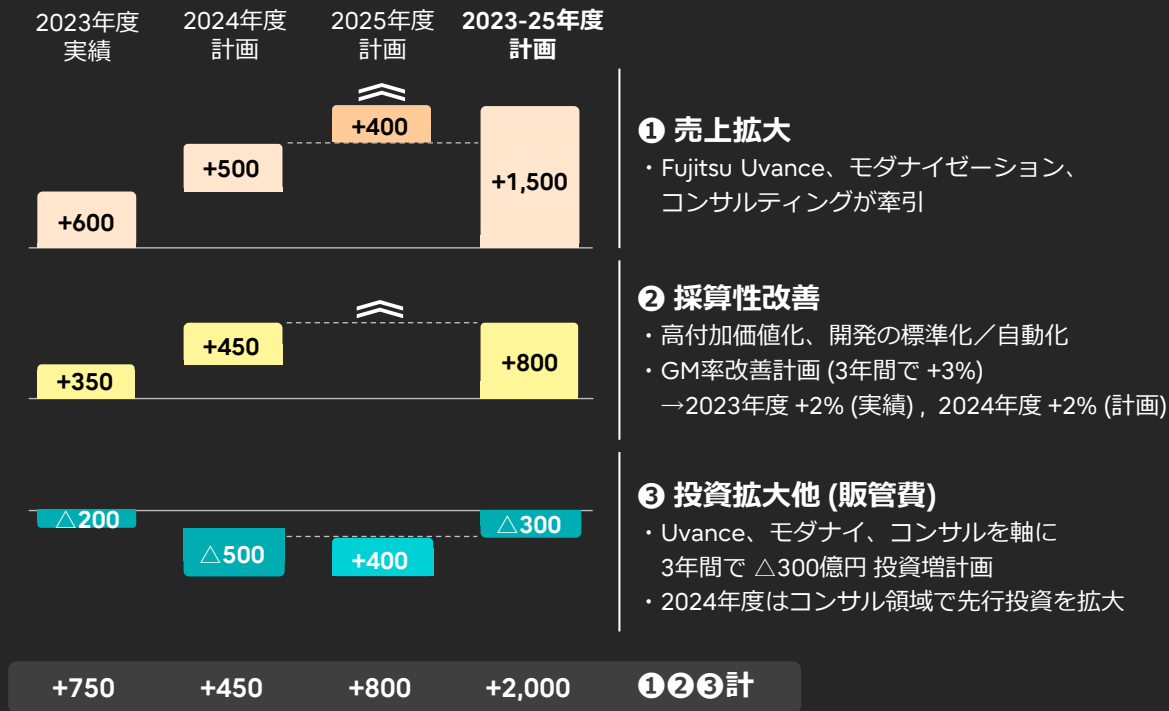 2023年度
実績
2024年度
計画
2025年度
計画
2023-25年度
計画
+600
+500
+400
+1,500
❶ 売上拡大
・Fujitsu Uvance、モダナイゼーション、
コンサルティングが牽引
+350
+450
+800
❷ 採算性改善
・高付加価値化、開発の標準化／自動化
・GM率改善計画 (3年間で +3%)
→2023年度 +2% (実績) , 2024年度 +2% (計画)
△200
△500
+400
△300
❸ 投資拡大他 (販管費)
・Uvance、モダナイ、コンサルを軸に
3年間で △300億円 投資増計画
・2024年度はコンサル領域で先行投資を拡大
+750 +450 +800 +2,000 ❶❷❸計